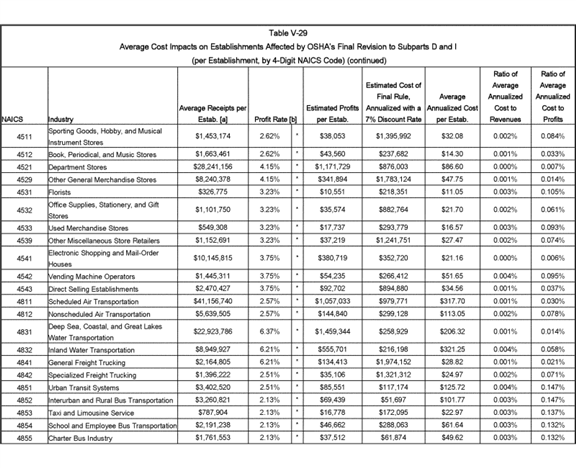 Table V-29
Average Cost Impacts on Establishments Affected by OSHA's Final Revision to Subparts D and I
(per Establishment, by 4-Digit NAICS Code) (continued)
NAICS Industry Average Receipts per Estab. [a] Profit Rate [b] Estimated Profits per Estab. Estimated Cost of Final Rule, Annualized with a 7% Discount Rate Average Annualized Cost per Estab. Ratio of Average Annualized Cost to Revenues Ratio of Average Annualized Cost to Profits
4511 Sporting Goods, Hobby, and Musical Instrument Stores $1,453,174 2.62% * $38,053 $1,395,992 $32.08 0.002% 0.084%
4512 Book, Periodical, and Music Stores $1,663,461 2.62% * $43,560 $237,682 $14.30 0.001% 0.033%
4521 Department Stores $28,241,156 4.15% * $1,171,729 $876,003 $86.60 0.000% 0.007%
4529 Other General Merchandise Stores $8,240,378 4.15% * $341,894 $1,783,124 $47.75 0.001% 0.014%
4531 Florists $326,775 3.23% * $10,551 $218,351 $11.05 0.003% 0.105%
4532 Office Supplies, Stationery, and Gift Stores $1,101,750 3.23% * $35,574 $882,764 $21.70 0.002% 0.061%
4533 Used Merchandise Stores $549,308 3.23% * $17,737 $293,779 $16.57 0.003% 0.093%
4539 Other Miscellaneous Store Retailers $1,152,691 3.23% * $37,219 $1,241,751 $27.47 0.002% 0.074%
4541 Electronic Shopping and Mail-Order Houses $10,145,815 3.75% * $380,719 $352,720 $21.16 0.000% 0.006%
4542 Vending Machine Operators $1,445,311 3.75% * $54,235 $266,412 $51.65 0.004% 0.095%
4543 Direct Selling Establishments $2,470,427 3.75% * $92,702 $894,880 $34.56 0.001% 0.037%
4811 Scheduled Air Transportation $41,156,740 2.57% * $1,057,033 $979,771 $317.70 0.001% 0.030%
4812 Nonscheduled Air Transportation $5,639,505 2.57% * $144,840 $299,128 $113.05 0.002% 0.078%
4831 Deep Sea, Coastal, and Great Lakes Water Transportation $22,923,786 6.37% * $1,459,344 $258,929 $206.32 0.001% 0.014%
4832 Inland Water Transportation $8,949,927 6.21% * $555,701 $216,198 $321.25 0.004% 0.058%
4841 General Freight Trucking $2,164,805 6.21% * $134,413 $1,974,152 $28.82 0.001% 0.021%
4842 Specialized Freight Trucking $1,396,222 2.51% * $35,106 $1,321,312 $24.97 0.002% 0.071%
4851 Urban Transit Systems $3,402,520 2.51% * $85,551 $117,174 $125.72 0.004% 0.147%
4852 Interurban and Rural Bus Transportation $3,260,821 2.13% * $69,439 $51,697 $101.77 0.003% 0.147%
4853 Taxi and Limousine Service $787,904 2.13% * $16,778 $172,095 $22.97 0.003% 0.137%
4854 School and Employee Bus Transportation $2,191,238 2.13% * $46,662 $288,063 $61.64 0.003% 0.132%
4855 Charter Bus Industry $1,761,553 2.13% * $37,512 $61,874 $49.62 0.003% 0.132%